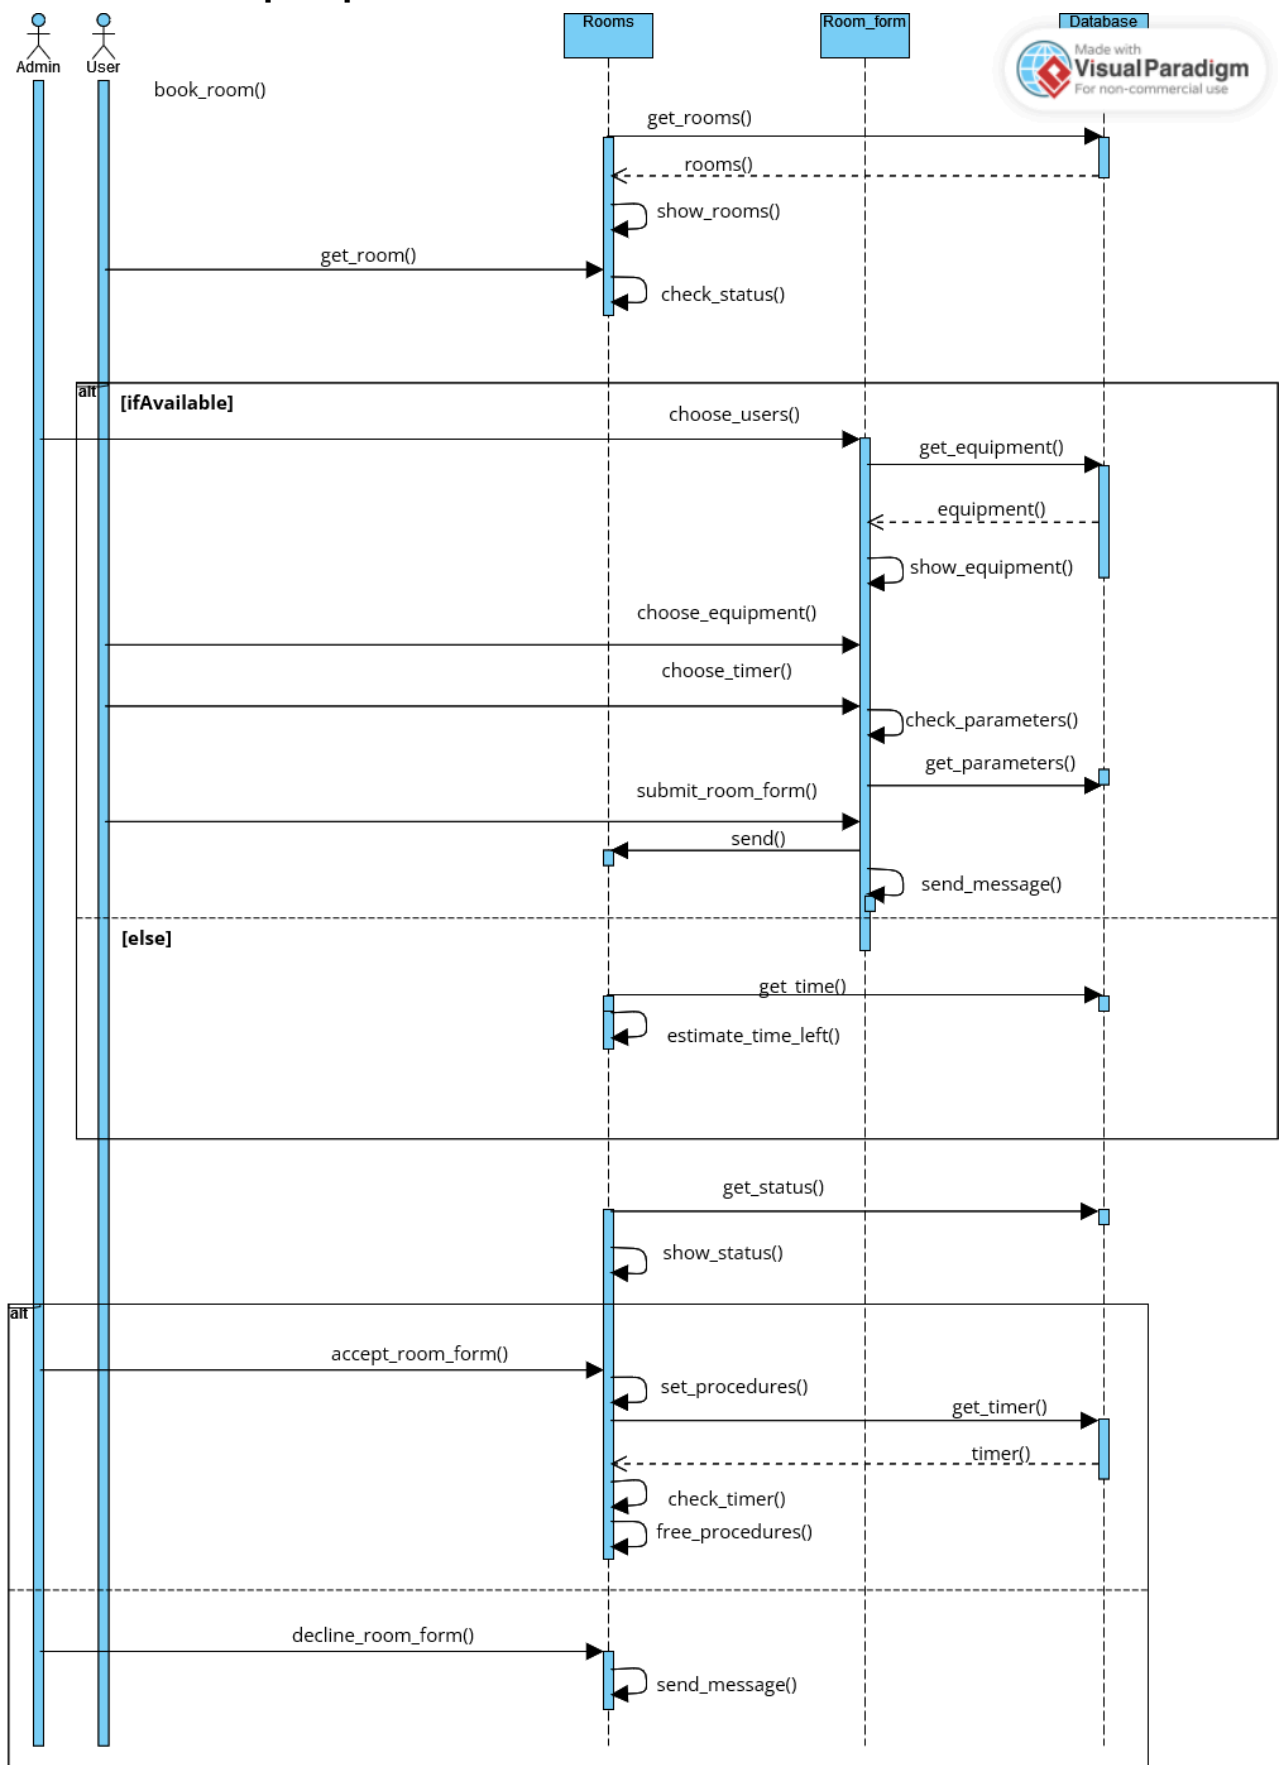 Rooms
Room_form
Database
Admin
User
Made with
Visual Paradigm
For non-commercial use
book_room()
get_rooms()
rooms()
show_rooms()
get_room()
check_status()
alt
[ifAvailable]
choose_users()
get_equipment()
equipment()
show_equipment()
choose_equipment()
choose_timer()
check_parameters()
get_parameters()
submit_room_form()
send()
send_message()
[else]
get_time()
estimate_time_left()
get_status()
show_status()
alt
accept_room_form()
set_procedures()
get_timer()
timer()
check_timer()
free_procedures()
decline_room_form()
send_message()